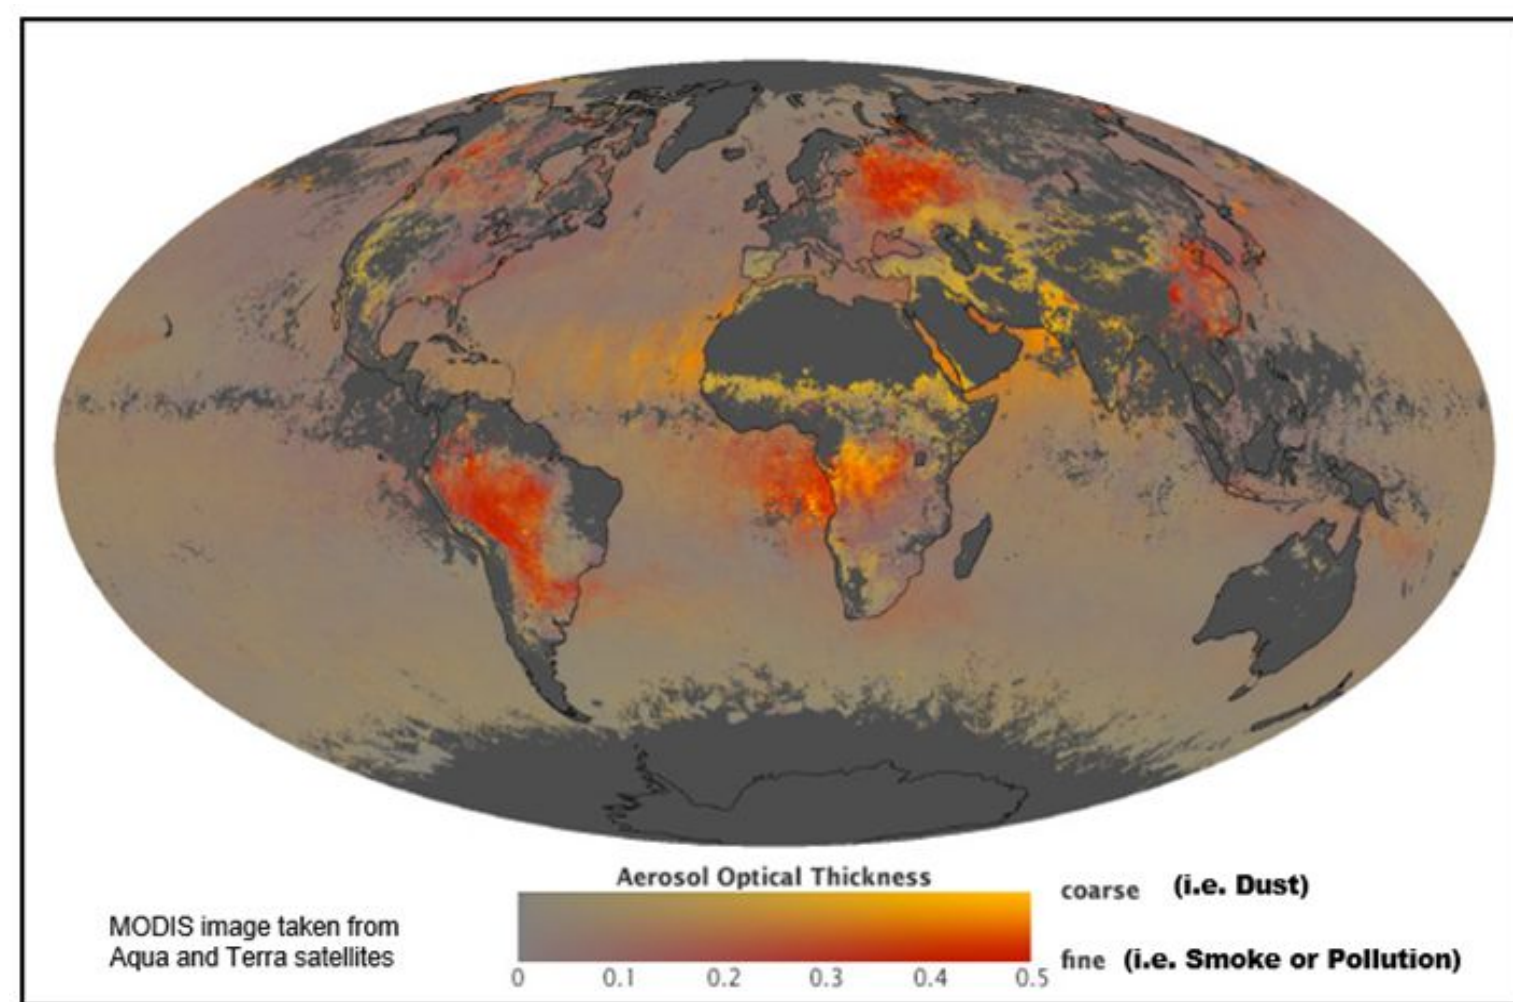 Aerosol Optical Thickness
coarse (i.e. Dust)
MODIS image taken from
Aqua and Terra satellites
fine (i.e. Smoke or Pollution)
0 0.1 0.2 0.3 0.4 0.5